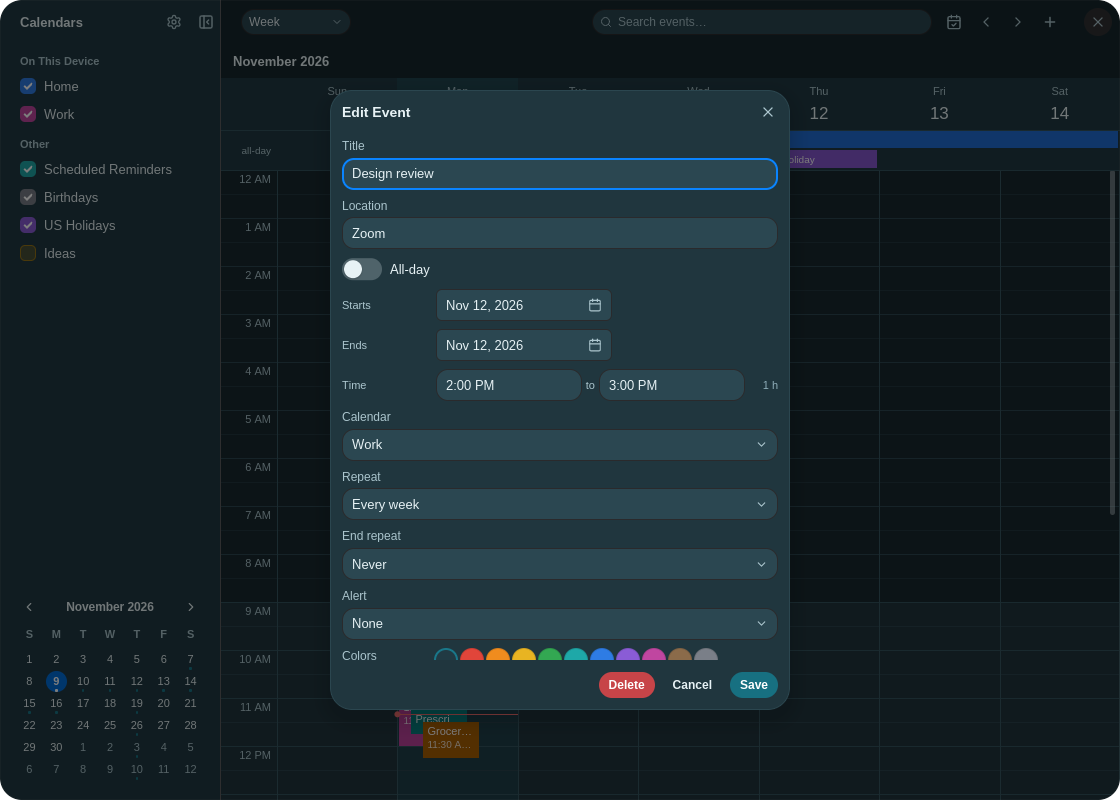 Calendars
Week
Search events…
On This Device
Home
Work
Other
Scheduled Reminders
Birthdays
US Holidays
Ideas
November 2026
Thu Fri Sat
12 13 14
all-day
12 AM
1 AM
2 AM
3 AM
4 AM
5 AM
6 AM
7 AM
8 AM
9 AM
10 AM
11 AM
12 PM
Edit Event
Title
Design review
Location
Zoom
All-day
Starts
Nov 12, 2026
Ends
Nov 12, 2026
Time
2:00 PM to 3:00 PM 1 h
Calendar
Work
Repeat
Every week
End repeat
Never
Alert
None
Colors
Delete Cancel Save
Prescri
Grocer…
11:30 A…
November 2026
S M T W T F S
1 2 3 4 5 6 7
8 9 10 11 12 13 14
15 16 17 18 19 20 21
22 23 24 25 26 27 28
29 30 1 2 3 4 5
6 7 8 9 10 11 12